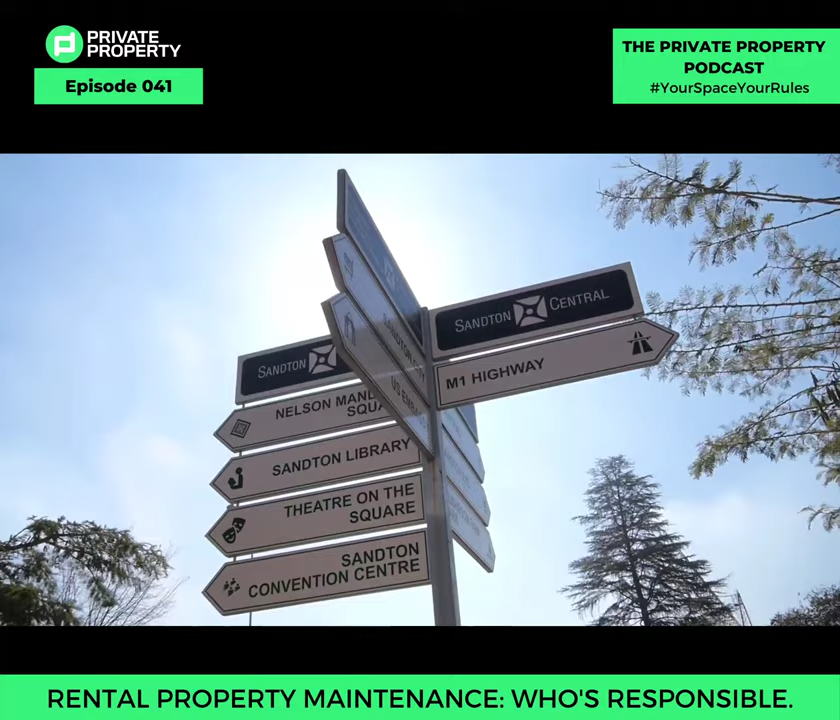 PRIVATE
PROPERTY
Episode 041
THE PRIVATE PROPERTY
PODCAST
#YourSpaceYourRules
SANDTON CENTRAL
M1 HIGHWAY
SANDTON
NELSON
SANDTON LIBRARY
THEATRE ON THE
SQUARE
SANDTON
CONVENTION CENTRE
RENTAL PROPERTY MAINTENANCE: WHO'S RESPONSIBLE.